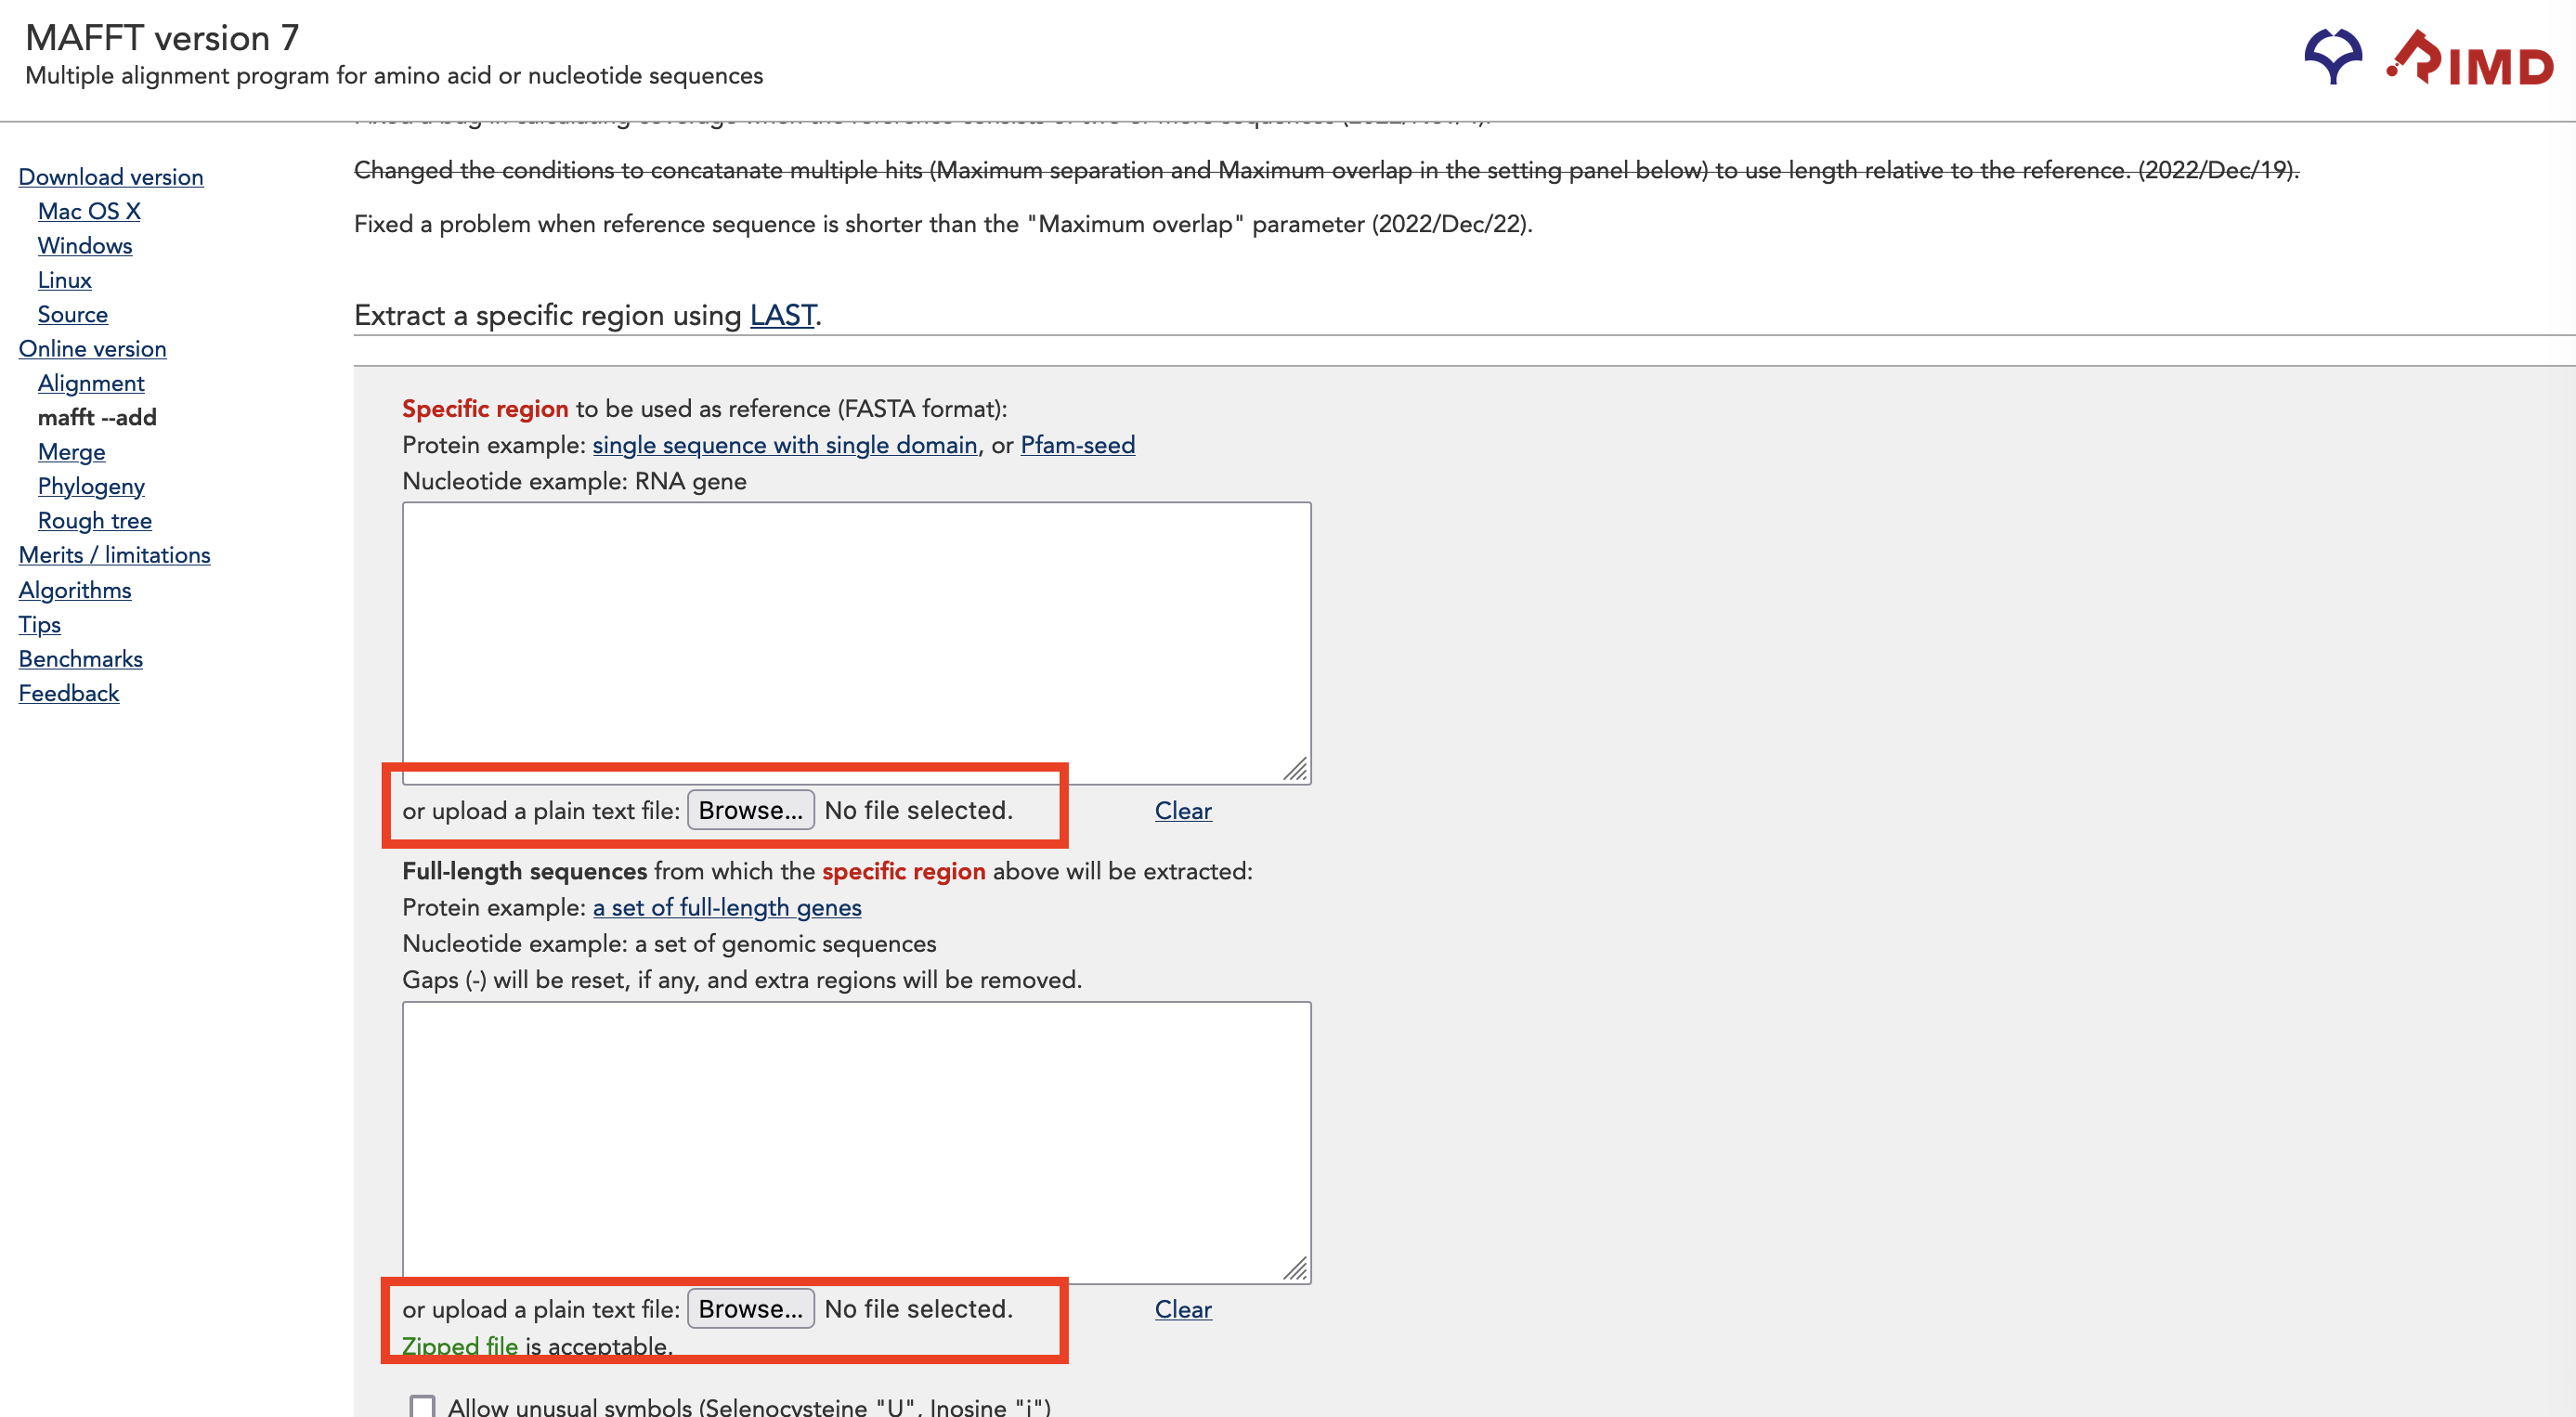 MAFFT version 7
Multiple alignment program for amino acid or nucleotide sequences
IMD
Download version
Mac OS X
Windows
Linux
Source
Online version
Alignment
mafft --add
Merge
Phylogeny
Rough tree
Merits / limitations
Algorithms
Tips
Benchmarks
Feedback
Changed the conditions to concatanate multiple hits (Maximum separation and Maximum overlap in the setting panel below) to use length relative to the reference. (2022/Dec/19).
Fixed a problem when reference sequence is shorter than the "Maximum overlap" parameter (2022/Dec/22).
Extract a specific region using LAST.
Specific region to be used as reference (FASTA format):
Protein example: single sequence with single domain, or Pfam-seed
Nucleotide example: RNA gene
or upload a plain text file: Browse... No file selected. Clear
Full-length sequences from which the specific region above will be extracted:
Protein example: a set of full-length genes
Nucleotide example: a set of genomic sequences
Gaps (-) will be reset, if any, and extra regions will be removed.
or upload a plain text file: Browse... No file selected. Clear
Zipped file is acceptable.
Allow unusual symbols (Selenocysteine "U", Inosine "i")